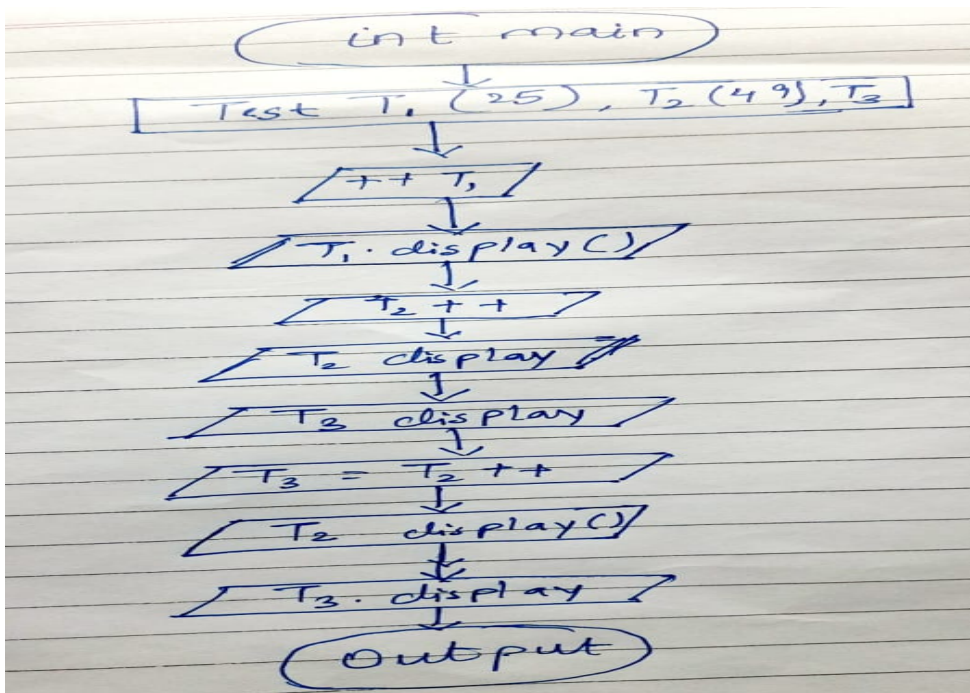 int main
Test T1 (25), T2 (49), T3
++ T1
T1. display()
T2 ++
T2 display
T3 display
T3 = T2 ++
T2 display()
T3. display
Output